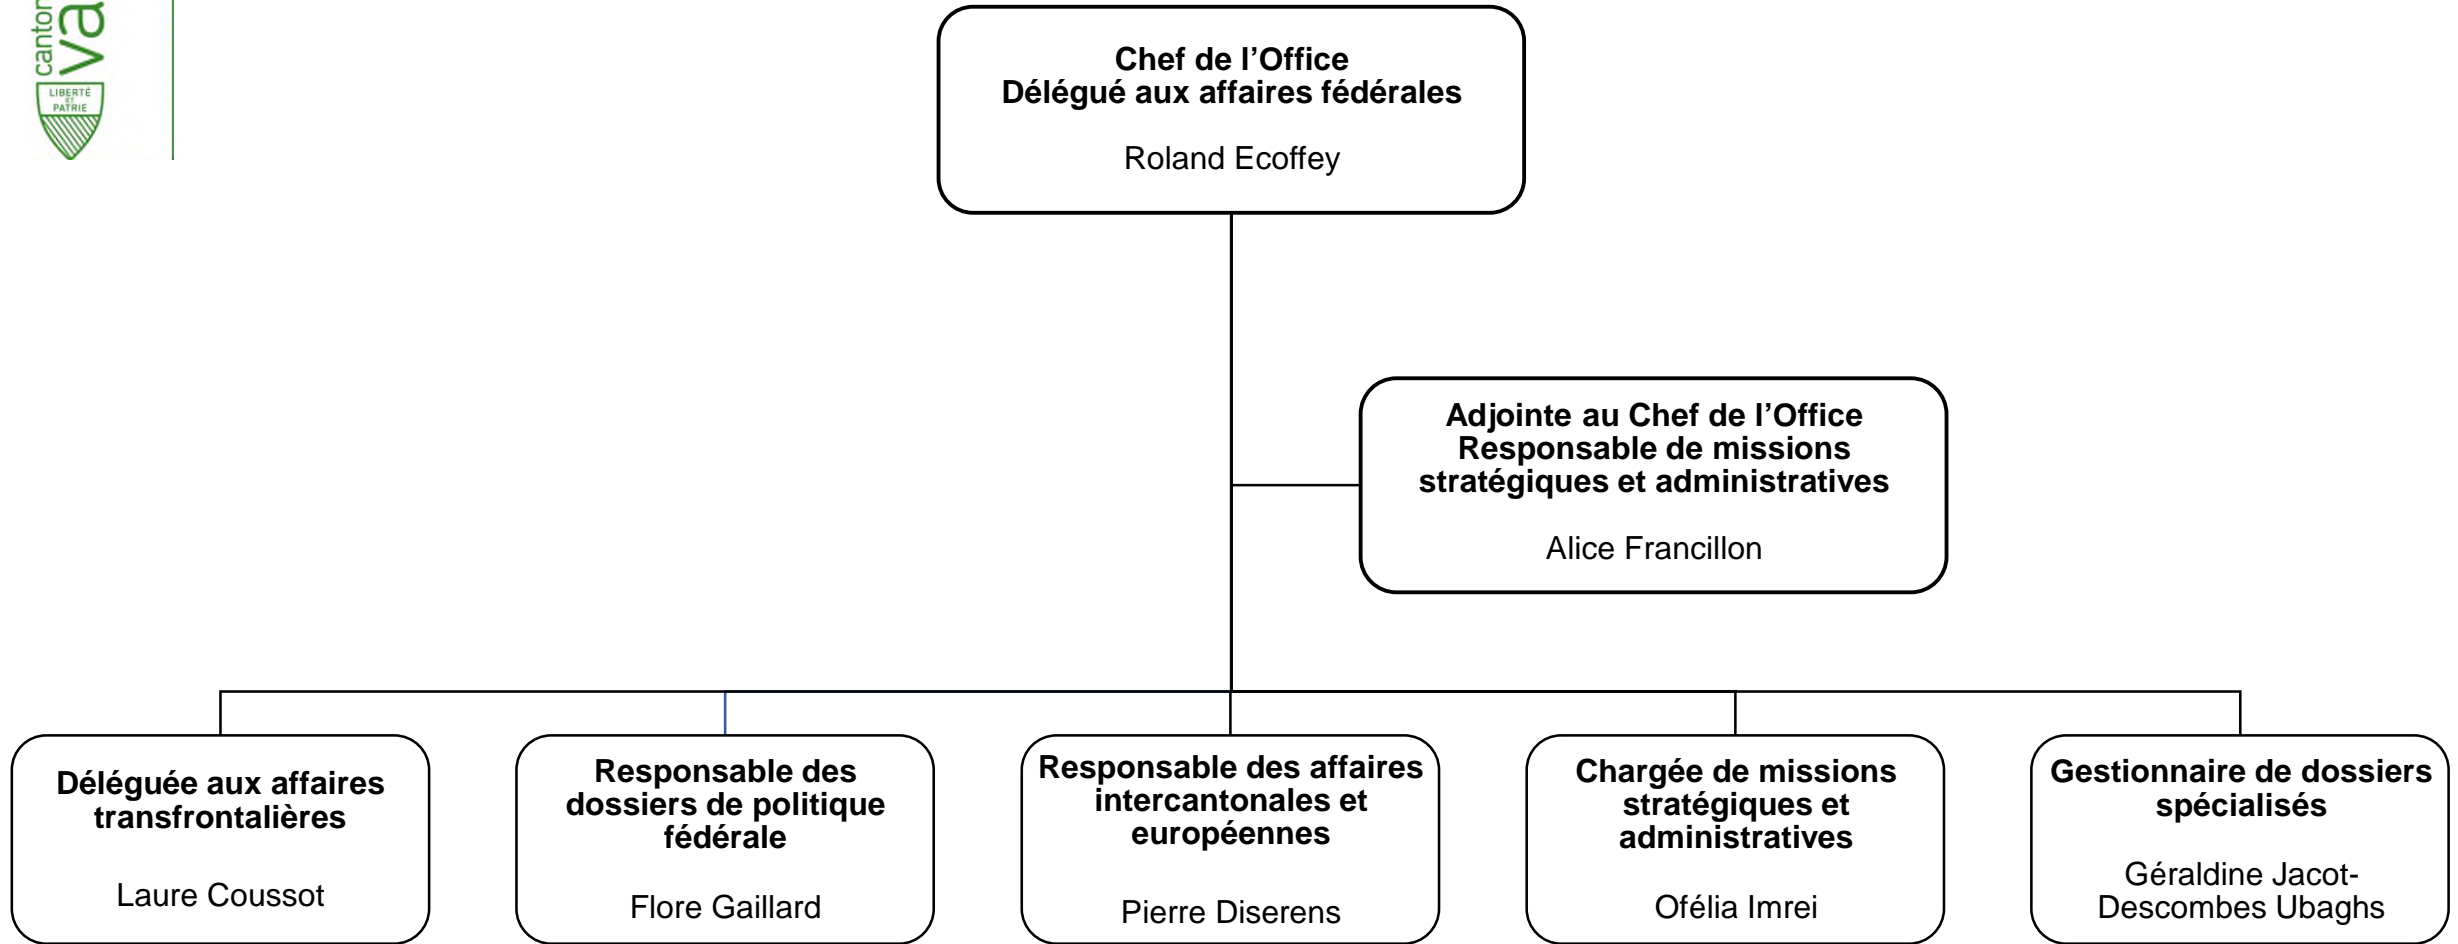 canton
va
LIBERTÉ
ET
PATRIE
Chef de l’Office
Délégué aux affaires fédérales
Roland Ecoffey
Adjointe au Chef de l’Office
Responsable de missions
stratégiques et administratives
Alice Francillon
Déléguée aux affaires
transfrontalières
Laure Coussot
Responsable des
dossiers de politique
fédérale
Flore Gaillard
Responsable des affaires
intercantonales et
européennes
Pierre Diserens
Chargée de missions
stratégiques et
administratives
Ofélia Imrei
Gestionnaire de dossiers
spécialisés
Géraldine Jacot-
Descombes Ubaghs